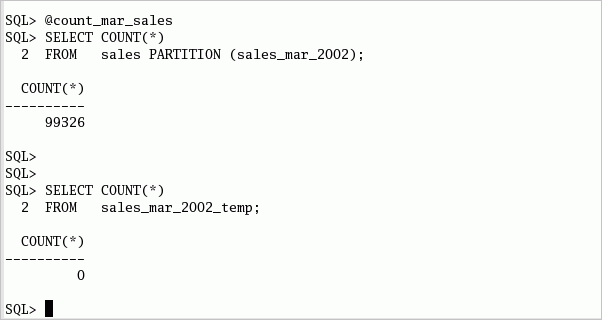 SQL> @count_mar_sales
SQL> SELECT COUNT(*)
  2  FROM   sales PARTITION (sales_mar_2002);

  COUNT(*)
----------
     99326

SQL>
SQL>
SQL> SELECT COUNT(*)
  2  FROM   sales_mar_2002_temp;

  COUNT(*)
----------
         0

SQL>